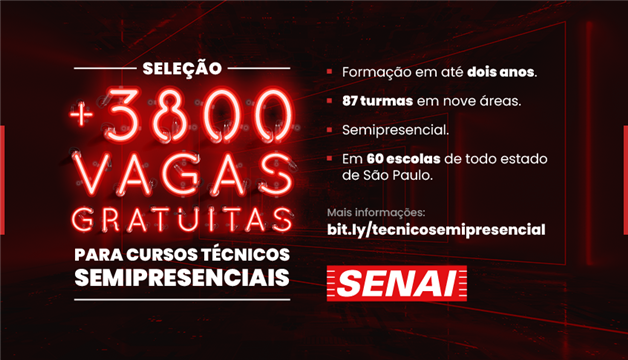 SELEÇÃO
+3800
VAGAS
GRATUITAS
PARA CURSOS TÉCNICOS
SEMIPRESENCIAIS
Formação em até dois anos.
87 turmas em nove áreas.
Semipresencial.
Em 60 escolas de todo estado
de São Paulo.
Mais informações:
bit.ly/tecnicosemipresencial
SENAI